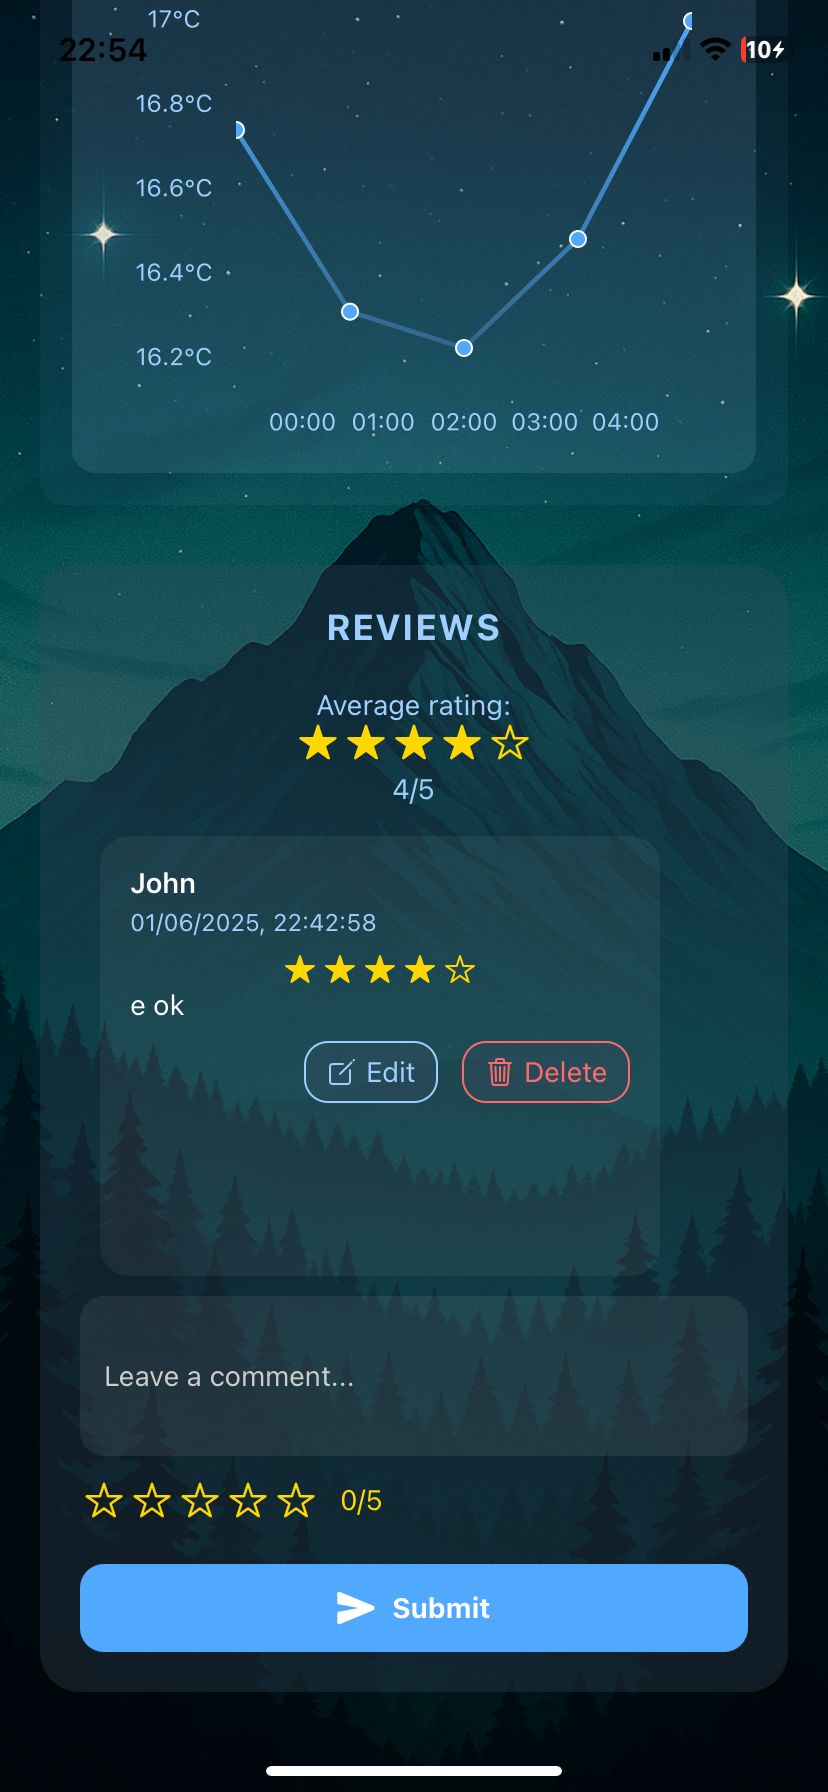 17°C
22:54
10
16.8°C
16.6°C
16.4°C
16.2°C
00:00 01:00 02:00 03:00 04:00
REVIEWS
Average rating:
4/5
John
01/06/2025, 22:42:58
e ok
Edit Delete
Leave a comment...
0/5
Submit